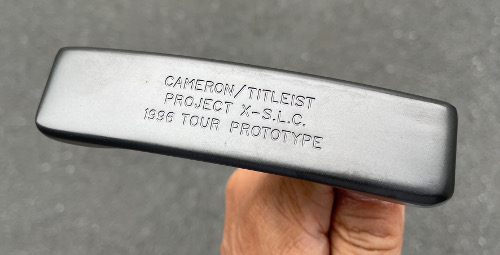 CAMERON/TITLEIST
PROJECT X-S.L.C.
1996 TOUR PROTOTYPE